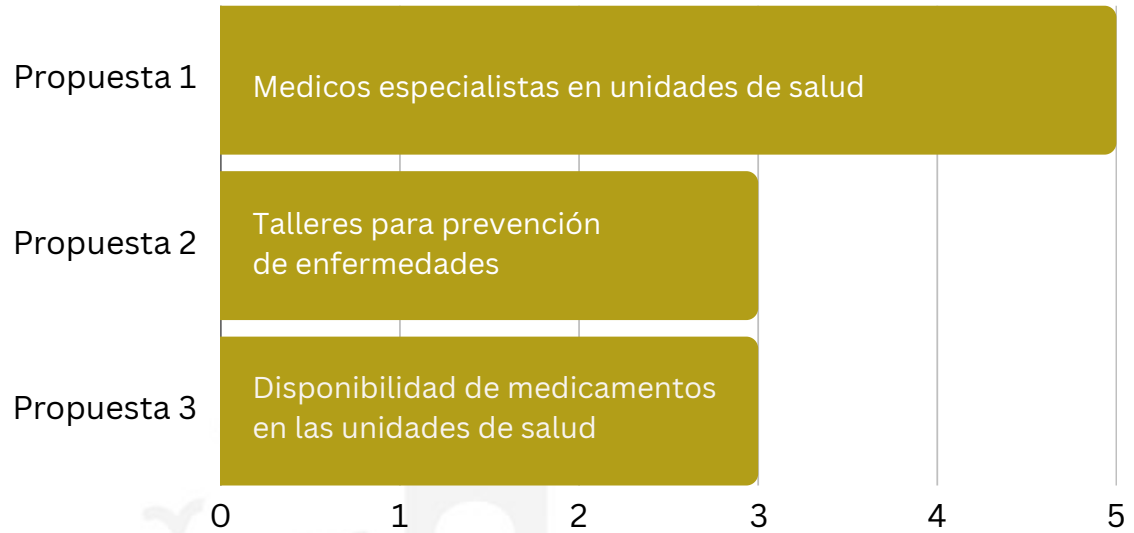 Propuesta 1
Medicos especialistas en unidades de salud
Propuesta 2
Talleres para prevención
de enfermedades
Propuesta 3
Disponibilidad de medicamentos
en las unidades de salud
0 1 2 3 4 5